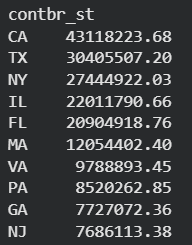 contbr_st
CA 43118223.68
TX 30405507.20
NY 27444922.03
IL 22011790.66
FL 20904918.76
MA 12054402.40
VA 9788893.45
PA 8520262.85
GA 7727072.36
NJ 7686113.38